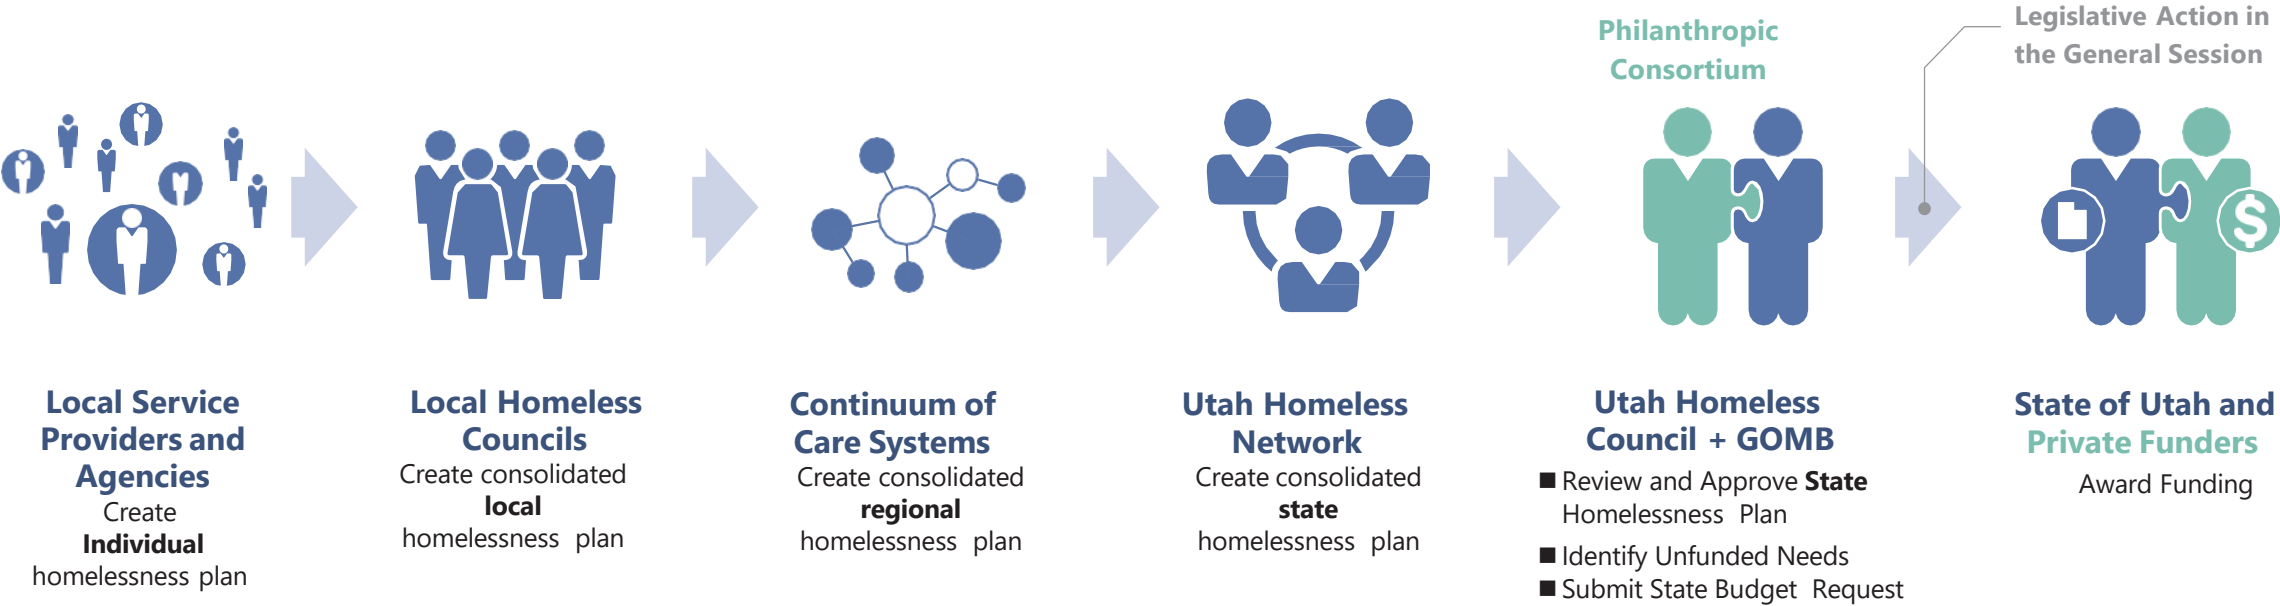 Philanthropic
Consortium
Legislative Action in
the General Session
$
Local Service
Providers and
Agencies
Create
Individual
homelessness plan
Local Homeless
Councils
Create consolidated
local
homelessness plan
Continuum of
Care Systems
Create consolidated
regional
homelessness plan
Utah Homeless
Network
Create consolidated
state
homelessness plan
Utah Homeless
Council + GOMB
■ Review and Approve State
Homelessness Plan
■ Identify Unfunded Needs
■ Submit State Budget Request
State of Utah and
Private Funders
Award Funding